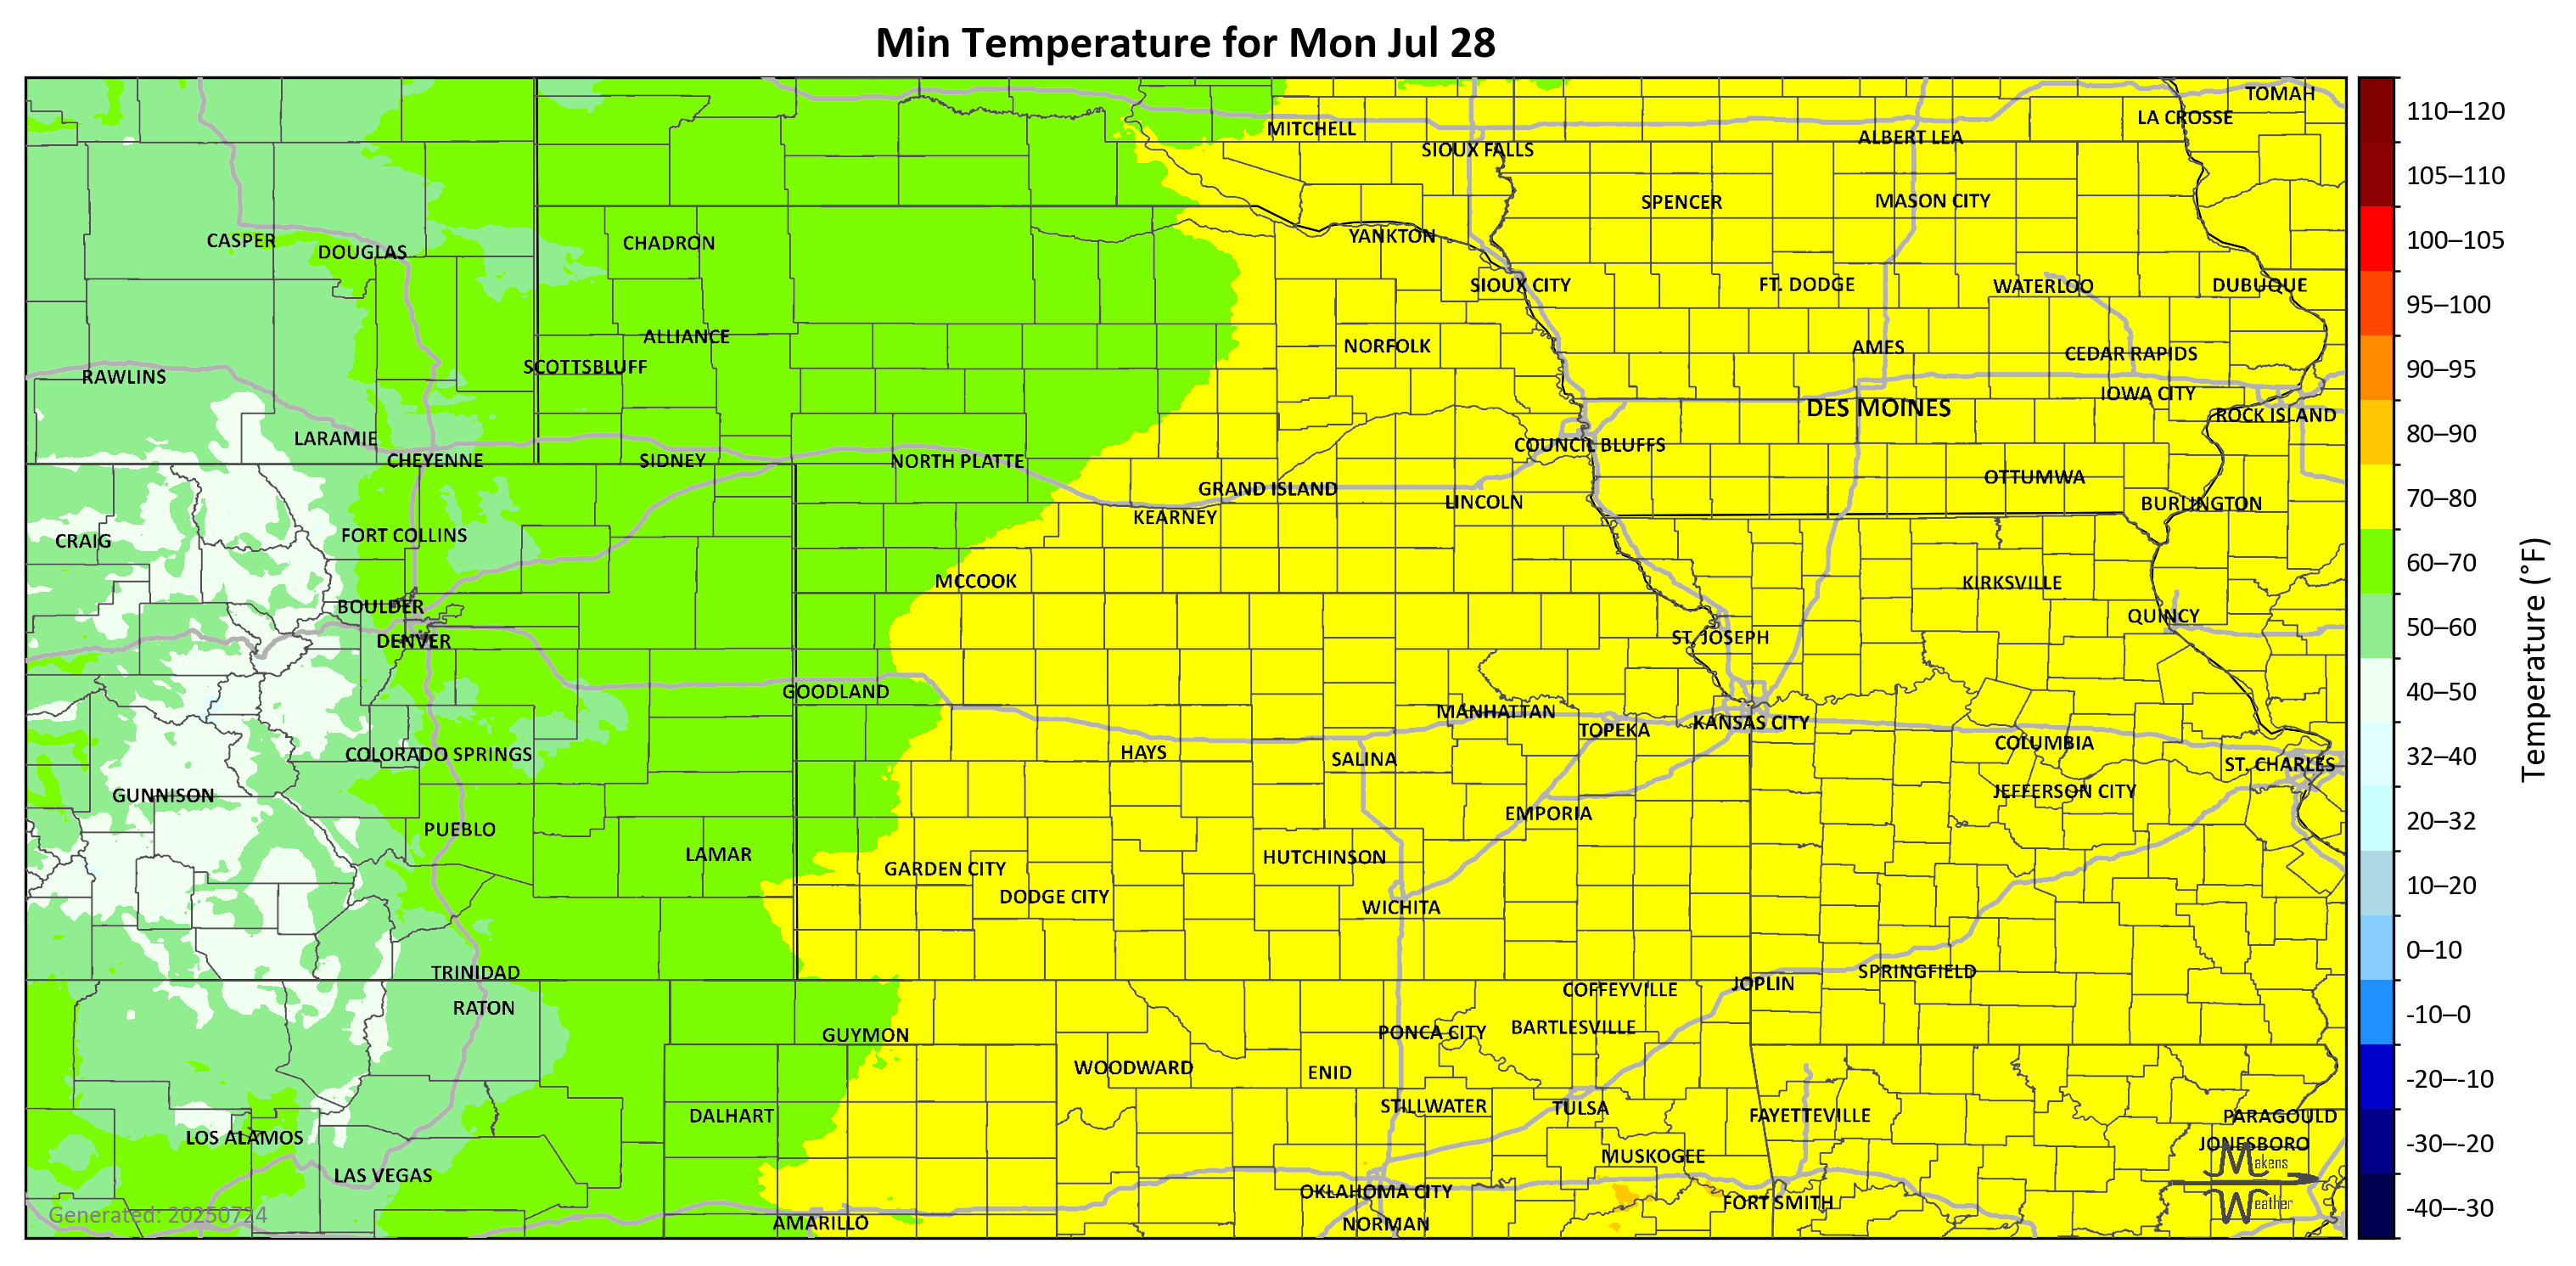 Min Temperature for Mon Jul 28
TOMAH
LA CROSSE
MITCHELL
ALBERT LEA
SIOUX FALLS
SPENCER
MASON CITY
CASPER
DOUGLAS
CHADRON
YANKTON
SIOUX CITY
FT. DODGE
WATERLOO
DUBUQUE
ALLIANCE
NORFOLK
AMES
CEDAR RAPIDS
SCOTTSBLUFF
RAWLINS
IOWA CITY
DES MOINES
ROCK ISLAND
LARAMIE
COUNCIL BLUFFS
CHEYENNE
SIDNEY
NORTH PLATTE
OTTUMWA
GRAND ISLAND
LINCOLN
BURLINGTON
KEARNEY
FORT COLLINS
CRAIG
MCCOOK
KIRKSVILLE
BOULDER
QUINCY
DENVER
ST. JOSEPH
GOODLAND
MANHATTAN
KANSAS CITY
TOPEKA
COLUMBIA
HAYS
COLORADO SPRINGS
SALINA
ST. CHARLES
GUNNISON
JEFFERSON CITY
EMPORIA
PUEBLO
LAMAR
HUTCHINSON
GARDEN CITY
DODGE CITY
WICHITA
TRINIDAD
SPRINGFIELD
JOPLIN
COFFEYVILLE
RATON
BARTLESVILLE
GUYMON
PONCA CITY
WOODWARD
ENID
STILLWATER
TULSA
DALHART
FAYETTEVILLE
PARAGOULD
LOS ALAMOS
JONESBORO
MUSKOGEE
LAS VEGAS
OKLAHOMA CITY
FORT SMITH
AMARILLO
NORMAN
Generated: 20250724
Makens
Weather
110–120
105–110
100–105
95–100
90–95
80–90
70–80
60–70
50–60
40–50
32–40
20–32
10–20
0–10
-10–0
-20–-10
-30–-20
-40–-30
Temperature (°F)